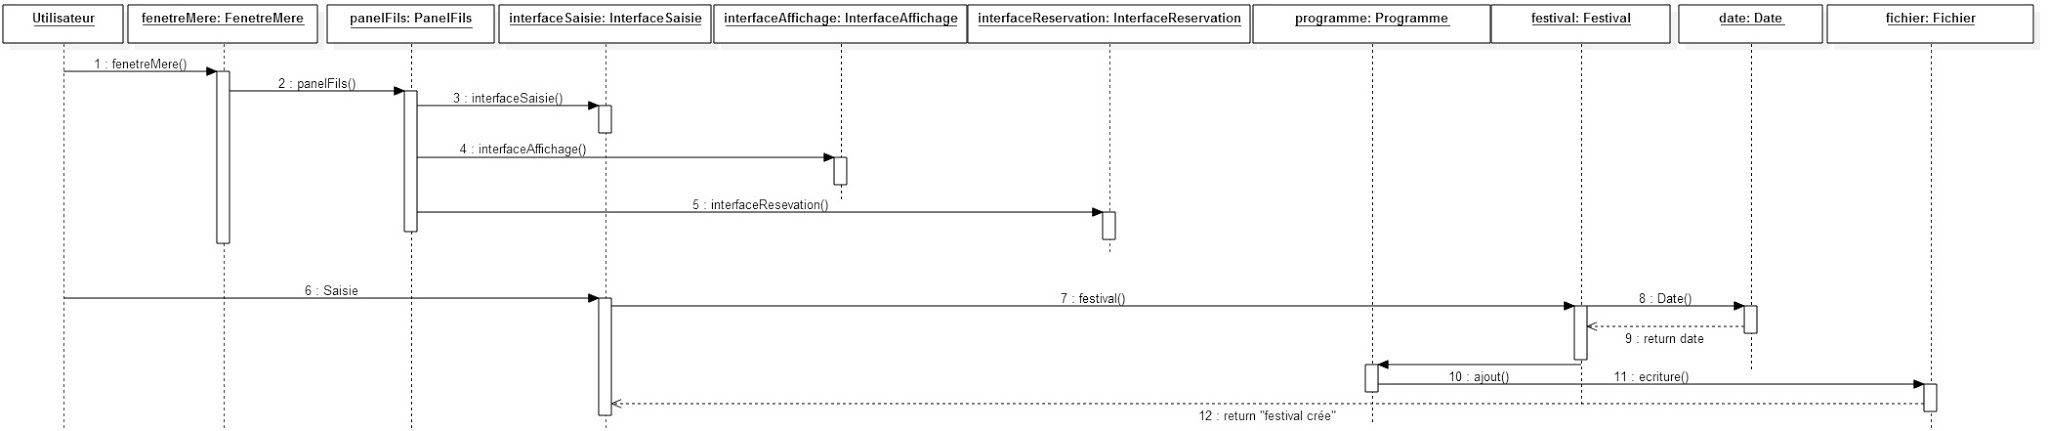 Utilisateur
fenetreMere: FenetreMere
panelFils: PanelFils
interfaceSaisie: InterfaceSaisie
interfaceAffichage: InterfaceAffichage
interfaceReservation: InterfaceReservation
programme: Programme
festival: Festival
date: Date
fichier: Fichier
1 : fenetreMere()
2 : panelFils()
3 : interfaceSaisie()
4 : interfaceAffichage()
5 : interfaceResevation()
6 : Saisie
7 : festival()
8 : Date()
9 : return date
10 : ajout()
11 : ecriture()
12 : return "festival crée"